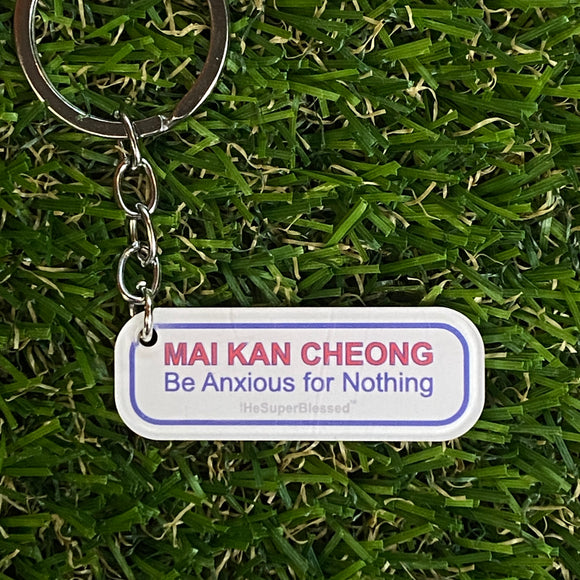 MAI KAN CHEONG
Be Anxious for Nothing
!HeSuperBlessed™